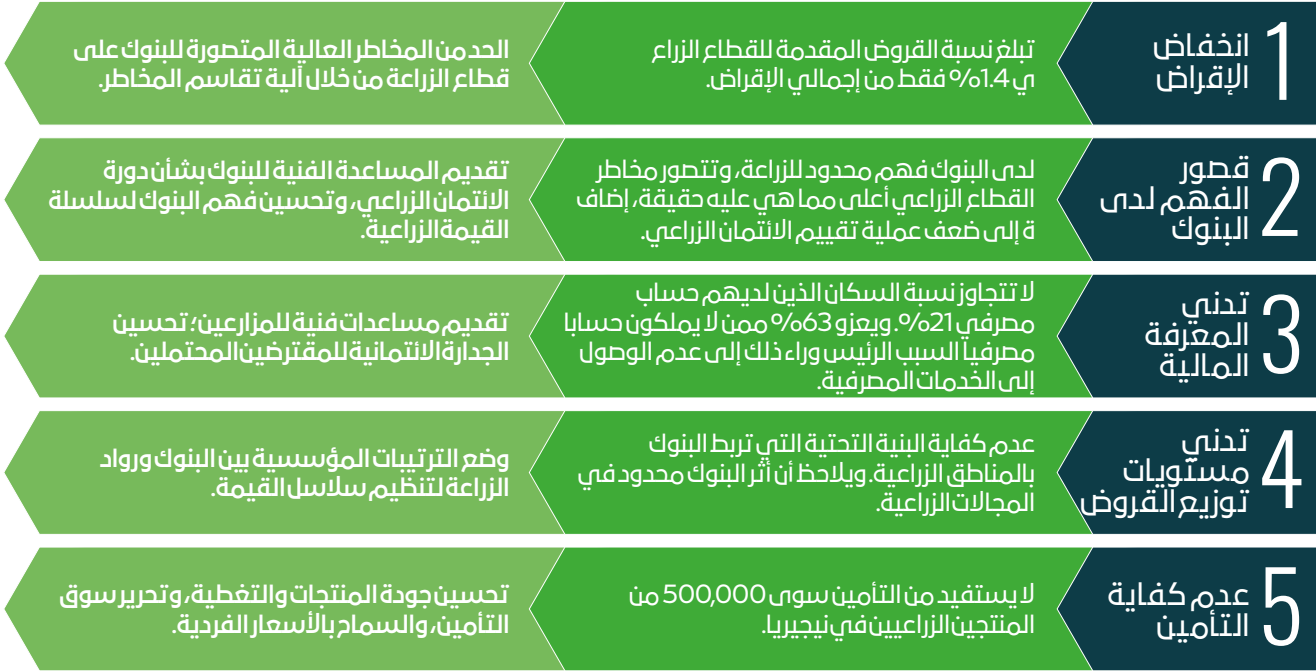 1
انخفاض
الإقراض
تبلغ نسبة القروض المقدمة للقطاع الزراع
ي 1.4% فقط من إجمالي الإقراض.
الحد من المخاطر العالية المتصورة للبنوك على
قطاع الزراعة من خلال آلية تقاسم المخاطر.
2
قصور
الفهم لدى
البنوك
لدى البنوك فهم محدود للزراعة، وتتصور مخاطر
القطاع الزراعي أعلى مما هي عليه حقيقة، إضاف
ة إلى ضعف عملية تقييم الائتمان الزراعي.
تقديم المساعدة الفنية للبنوك بشأن دورة
الائتمان الزراعي، وتحسين فهم البنوك لسلسلة
القيمة الزراعية.
3
تدني
المعرفة
المالية
لا تتجاوز نسبة السكان الذين لديهم حساب
مصرفي 21%. ويعزو 63% ممن لا يملكون حسابا
مصرفيا السبب الرئيس وراء ذلك إلى عدم الوصول
إلى الخدمات المصرفية.
تقديم مساعدات فنية للمزارعين؛ تحسين
الجدارة الائتمانية للمقترضين المحتملين.
4
تدني
مستويات
توزيع القروض
عدم كفاية البنية التحتية التي تربط البنوك
بالمناطق الزراعية. ويلاحظ أن أثر البنوك محدود في
المجالات الزراعية.
وضع الترتيبات المؤسسية بين البنوك ورواد
الزراعة لتنظيم سلاسل القيمة.
5
عدم كفاية
التأمين
لا يستفيد من التأمين سوى 500,000 من
المنتجين الزراعيين في نيجيريا.
تحسين جودة المنتجات والتغطية، وتحرير سوق
التأمين، والسماح بالأسعار الفردية.